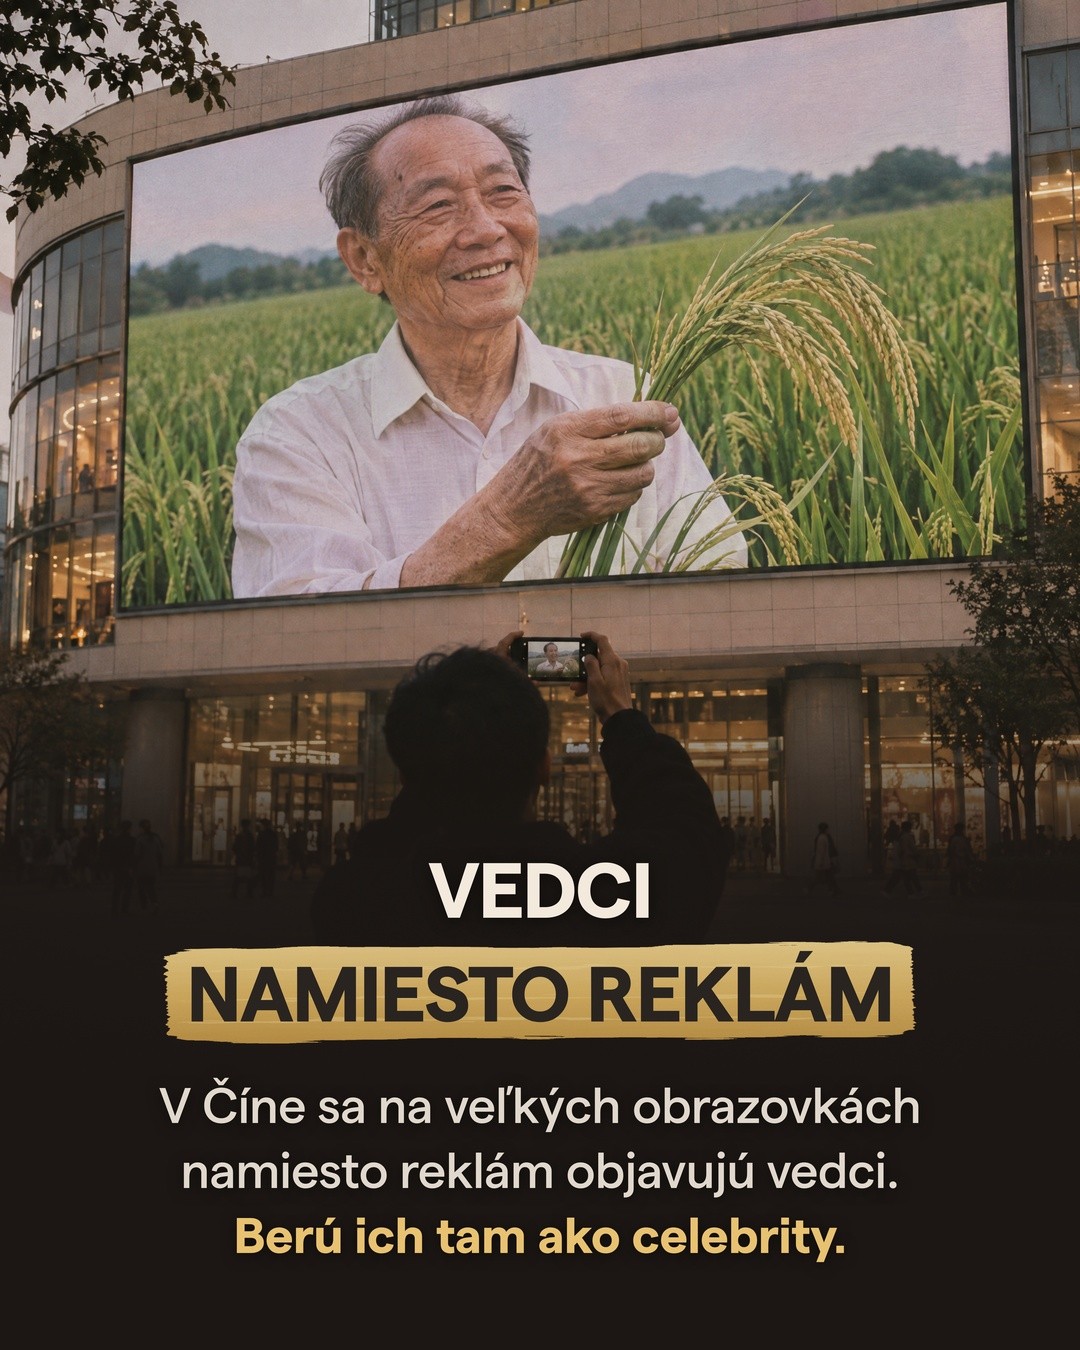 VEDCI
NAMIESTO REKLÁM
V Číne sa na veľkých obrazovkách
namiesto reklám objavujú vedci.
Berú ich tam ako celebrity.